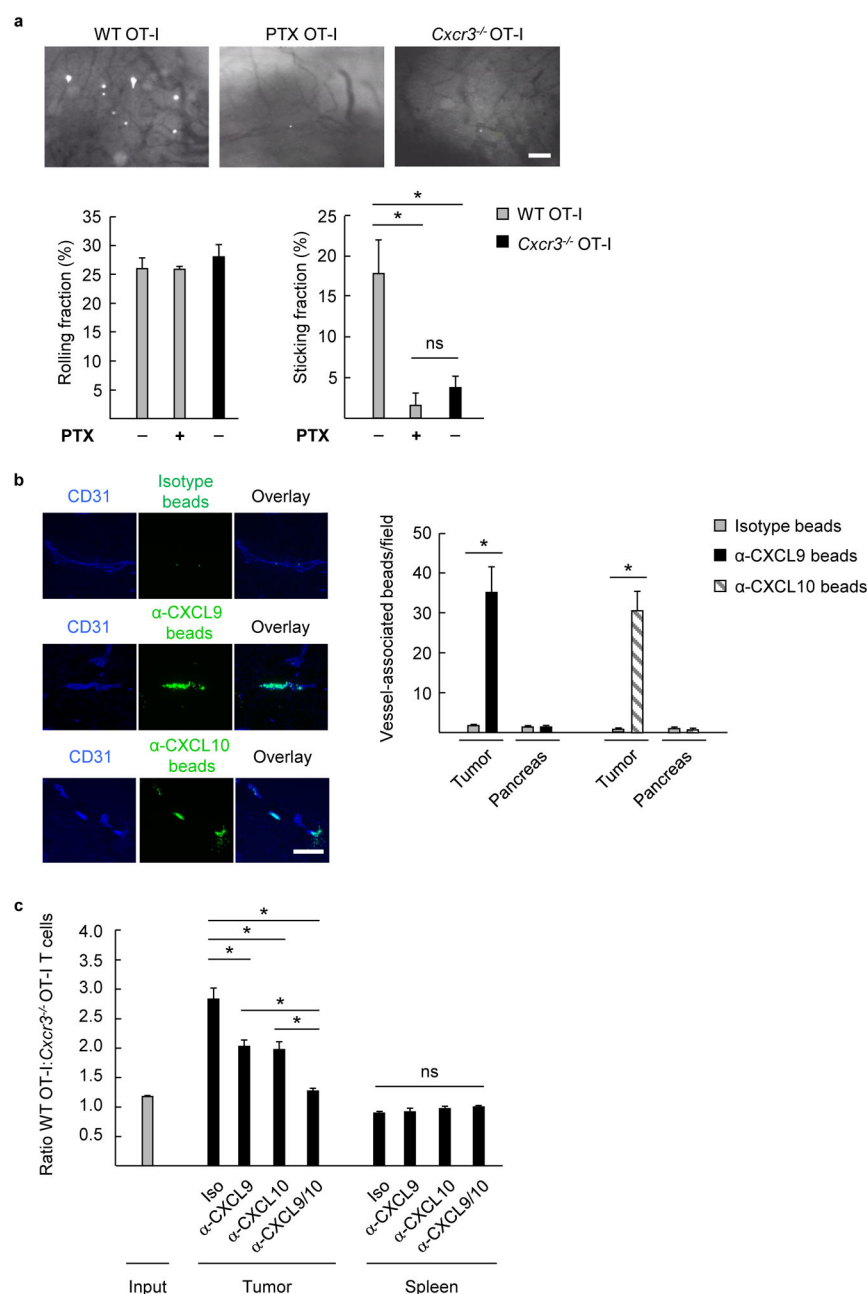 a
WT OT-I
PTX OT-I
Cxcr3-/- OT-I
Rolling fraction (%)
35
30
25
20
15
10
5
PTX
–
+
–
Sticking fraction (%)
25
20
15
10
5
*
*
ns
PTX
–
+
–
WT OT-I
Cxcr3-/- OT-I
b
CD31
Isotype
beads
Overlay
CD31
α-CXCL9
beads
Overlay
CD31
α-CXCL10
beads
Overlay
Vessel-associated beads/field
50
40
30
20
10
*
*
Tumor
Pancreas
Tumor
Pancreas
Isotype beads
α-CXCL9 beads
α-CXCL10 beads
c
Ratio WT OT-I:Cxcr3-/- OT-I T cells
4.0
3.5
3.0
2.5
2.0
1.5
1.0
0.5
*
*
*
*
*
ns
Iso
α-CXCL9
α-CXCL10
α-CXCL9/10
Iso
α-CXCL9
α-CXCL10
α-CXCL9/10
Input
Tumor
Spleen